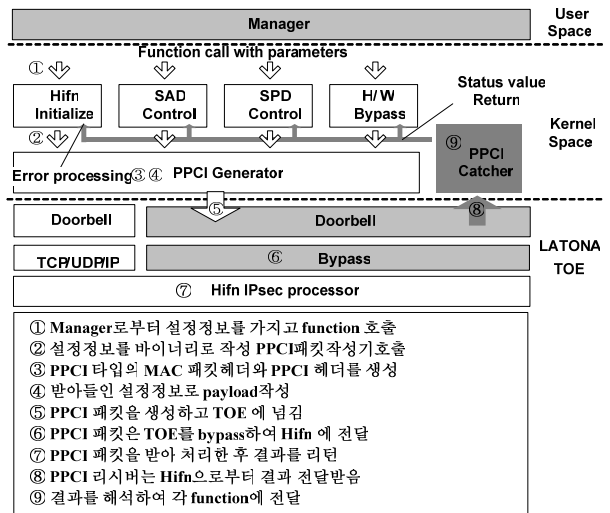 Manager
User
Space
Function call with parameters
①
Hifn
Initialize
SAD
Control
SPD
Control
H/W
Bypass
Status value
Return
Kernel
Space
②
⑨
PPCI
Catcher
Error processing
③ ④ PPCI Generator
⑤
⑧
Doorbell
Doorbell
LATONA
TOE
TCP/UDP/IP
⑥ Bypass
⑦ Hifn IPsec processor
① Manager로부터 설정정보를 가지고 function 호출
② 설정정보를 바이너리로 작성 PPCI패킷작성기호출
③ PPCI 타입의 MAC 패킷헤더와 PPCI 헤더를 생성
④ 받아들인 설정정보로 payload작성
⑤ PPCI 패킷을 생성하고 TOE 에 넘김
⑥ PPCI 패킷은 TOE를 bypass하여 Hifn 에 전달
⑦ PPCI 패킷을 받아 처리한 후 결과를 리턴
⑧ PPCI 리시버는 Hifn으로부터 결과 전달받음
⑨ 결과를 해석하여 각 function에 전달